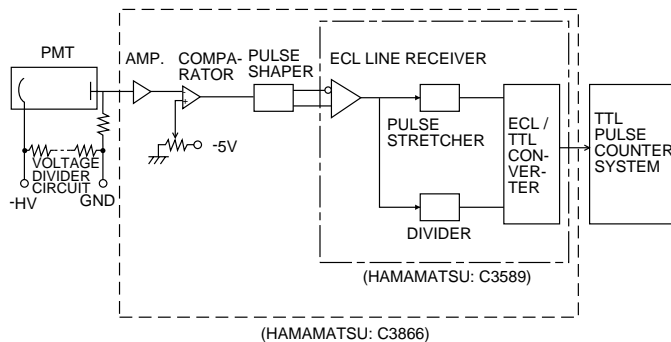 PMT
AMP.
COMPA-
RATOR
PULSE
SHAPER
ECL LINE RECEIVER
-5V
VOLTAGE
DIVIDER
CIRCUIT
-HV
GND
PULSE
STRETCHER
DIVIDER
ECL /
TTL
CON-
VER-
TER
TTL
PULSE
COUNTER
SYSTEM
(HAMAMATSU: C3589)
(HAMAMATSU: C3866)